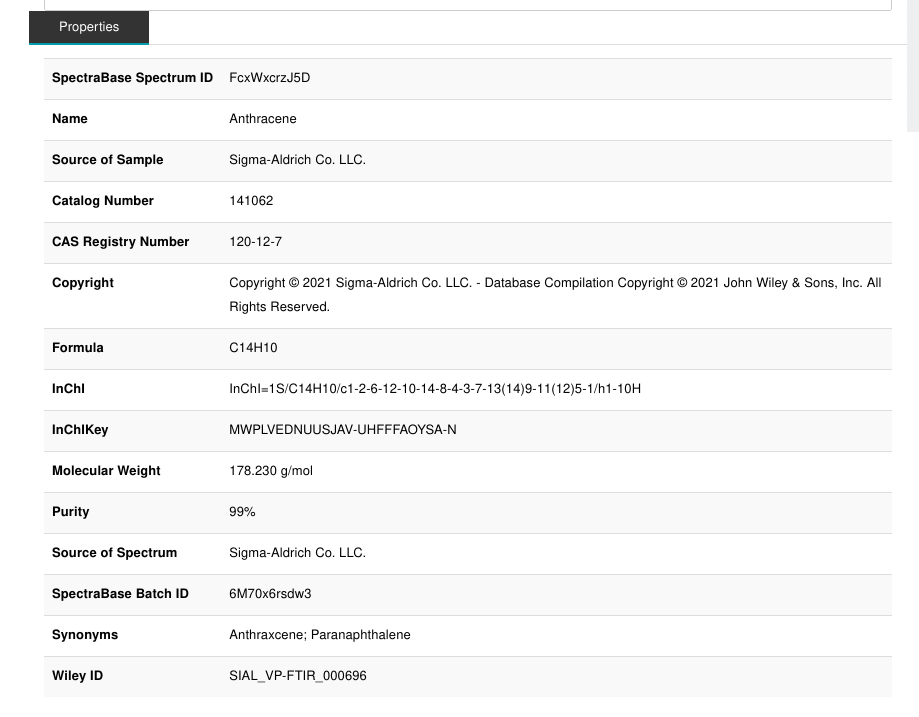 Properties
SpectraBase Spectrum ID FcxWxcrzJ5D
Name Anthracene
Source of Sample Sigma-Aldrich Co. LLC.
Catalog Number 141062
CAS Registry Number 120-12-7
Copyright Copyright © 2021 Sigma-Aldrich Co. LLC. - Database Compilation Copyright © 2021 John Wiley & Sons, Inc. All
Rights Reserved.
Formula C14H10
InChI InChI=1S/C14H10/c1-2-6-12-10-14-8-4-3-7-13(14)9-11(12)5-1/h1-10H
InChIKey MWPLVEDNUUSJAV-UHFFFAOYSA-N
Molecular Weight 178.230 g/mol
Purity 99%
Source of Spectrum Sigma-Aldrich Co. LLC.
SpectraBase Batch ID 6M70x6rsdw3
Synonyms Anthraxcene; Paranaphthalene
Wiley ID SIAL_VP-FTIR_000696